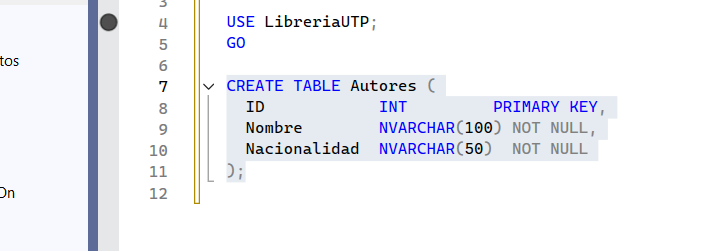 3
4 USE LibreriaUTP;
5 GO
6
7 CREATE TABLE Autores (
8 ID INT PRIMARY KEY,
9 Nombre NVARCHAR(100) NOT NULL,
10 Nacionalidad NVARCHAR(50) NOT NULL
11 );
12
tos
On